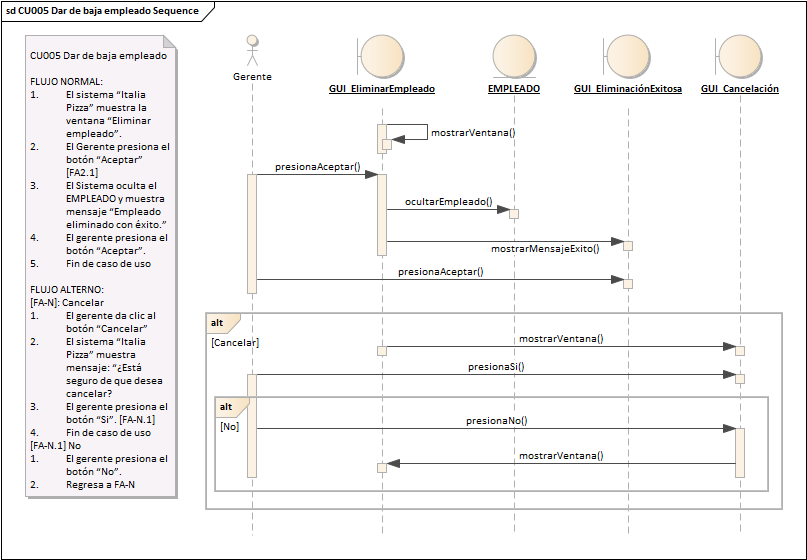 sd CU005 Dar de baja empleado Sequence
CU005 Dar de baja empleado
FLUJO NORMAL:
1. El sistema “Italia
Pizza” muestra la
ventana “Eliminar
empleado”.
2. El Gerente presiona el
botón “Aceptar”
[FA2.1]
3. El Sistema oculta el
EMPLEADO y muestra
mensaje “Empleado
eliminado con éxito.”
4. El gerente presiona el
botón “Aceptar”.
5. Fin de caso de uso
FLUJO ALTERNO:
[FA-N]: Cancelar
1. El gerente da clic al
botón “Cancelar”
2. El sistema “Italia
Pizza” muestra
mensaje: “¿Está
seguro de que desea
cancelar?
3. El gerente presiona el
botón “Si”. [FA-N.1]
4. Fin de caso de uso
[FA-N.1] No
1. El gerente presiona el
botón “No”.
2. Regresa a FA-N
Gerente
GUI_EliminarEmpleado
EMPLEADO
GUI_EliminaciónExitosa
GUI_Cancelación
mostrarVentana()
presionaAceptar()
ocultarEmpleado()
mostrarMensajeExito()
presionaAceptar()
alt
[Cancelar]
mostrarVentana()
presionaSi()
alt
[No]
presionaNo()
mostrarVentana()